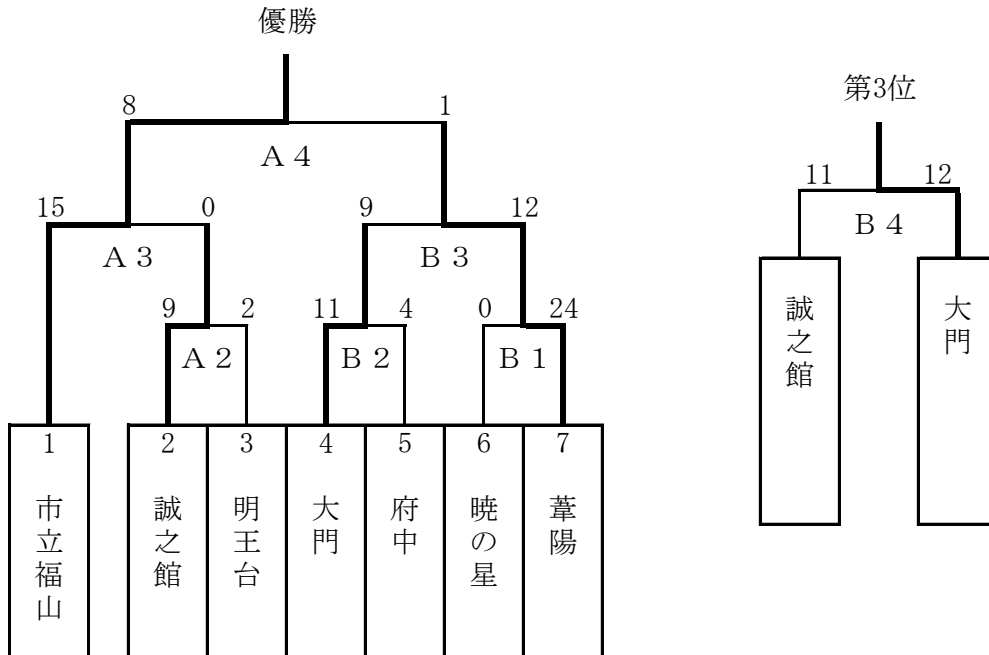 優勝
第3位
8 1
A 4
11 12
B 4
15 0 9 12
A 3 B 3
9 2 11 4 0 24
A 2 B 2 B 1
誠之館
大門
1 2 3 4 5 6 7
市立福山
誠之館
明王台
大門
府中
暁の星
葦陽